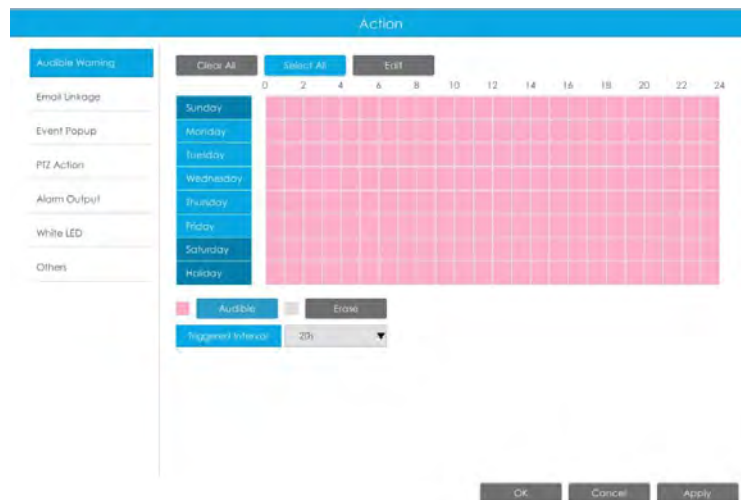 Action
Audible Warning
Email Linkage
Event Popup
PTZ Action
Alarm Output
White LED
Others
Clear All Select All Edit
0 2 4 6 8 10 12 14 16 18 20 22 24
Sunday
Monday
Tuesday
Wednesday
Thursday
Friday
Saturday
Holiday
Audible Erase
Triggered Interval 20s
OK Cancel Apply